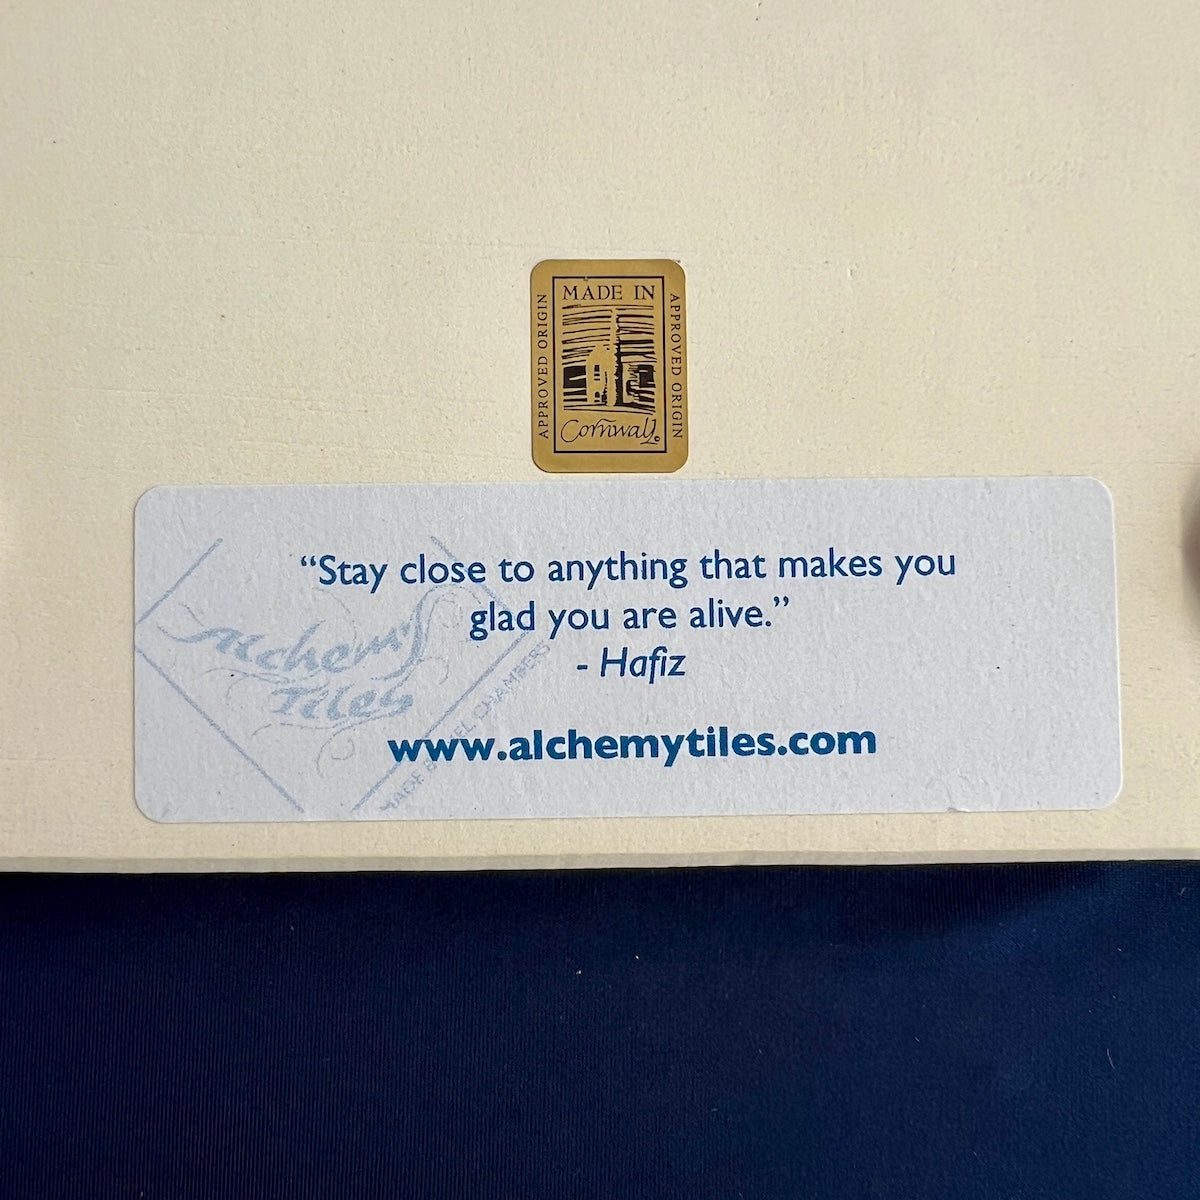 MADE IN
APPROVED ORIGIN
APPROVED ORIGIN
Cornwall
“Stay close to anything that makes you
glad you are alive.”
- Hafiz
www.alchemytiles.com
Alchemy
Tiles
CHAMBERS